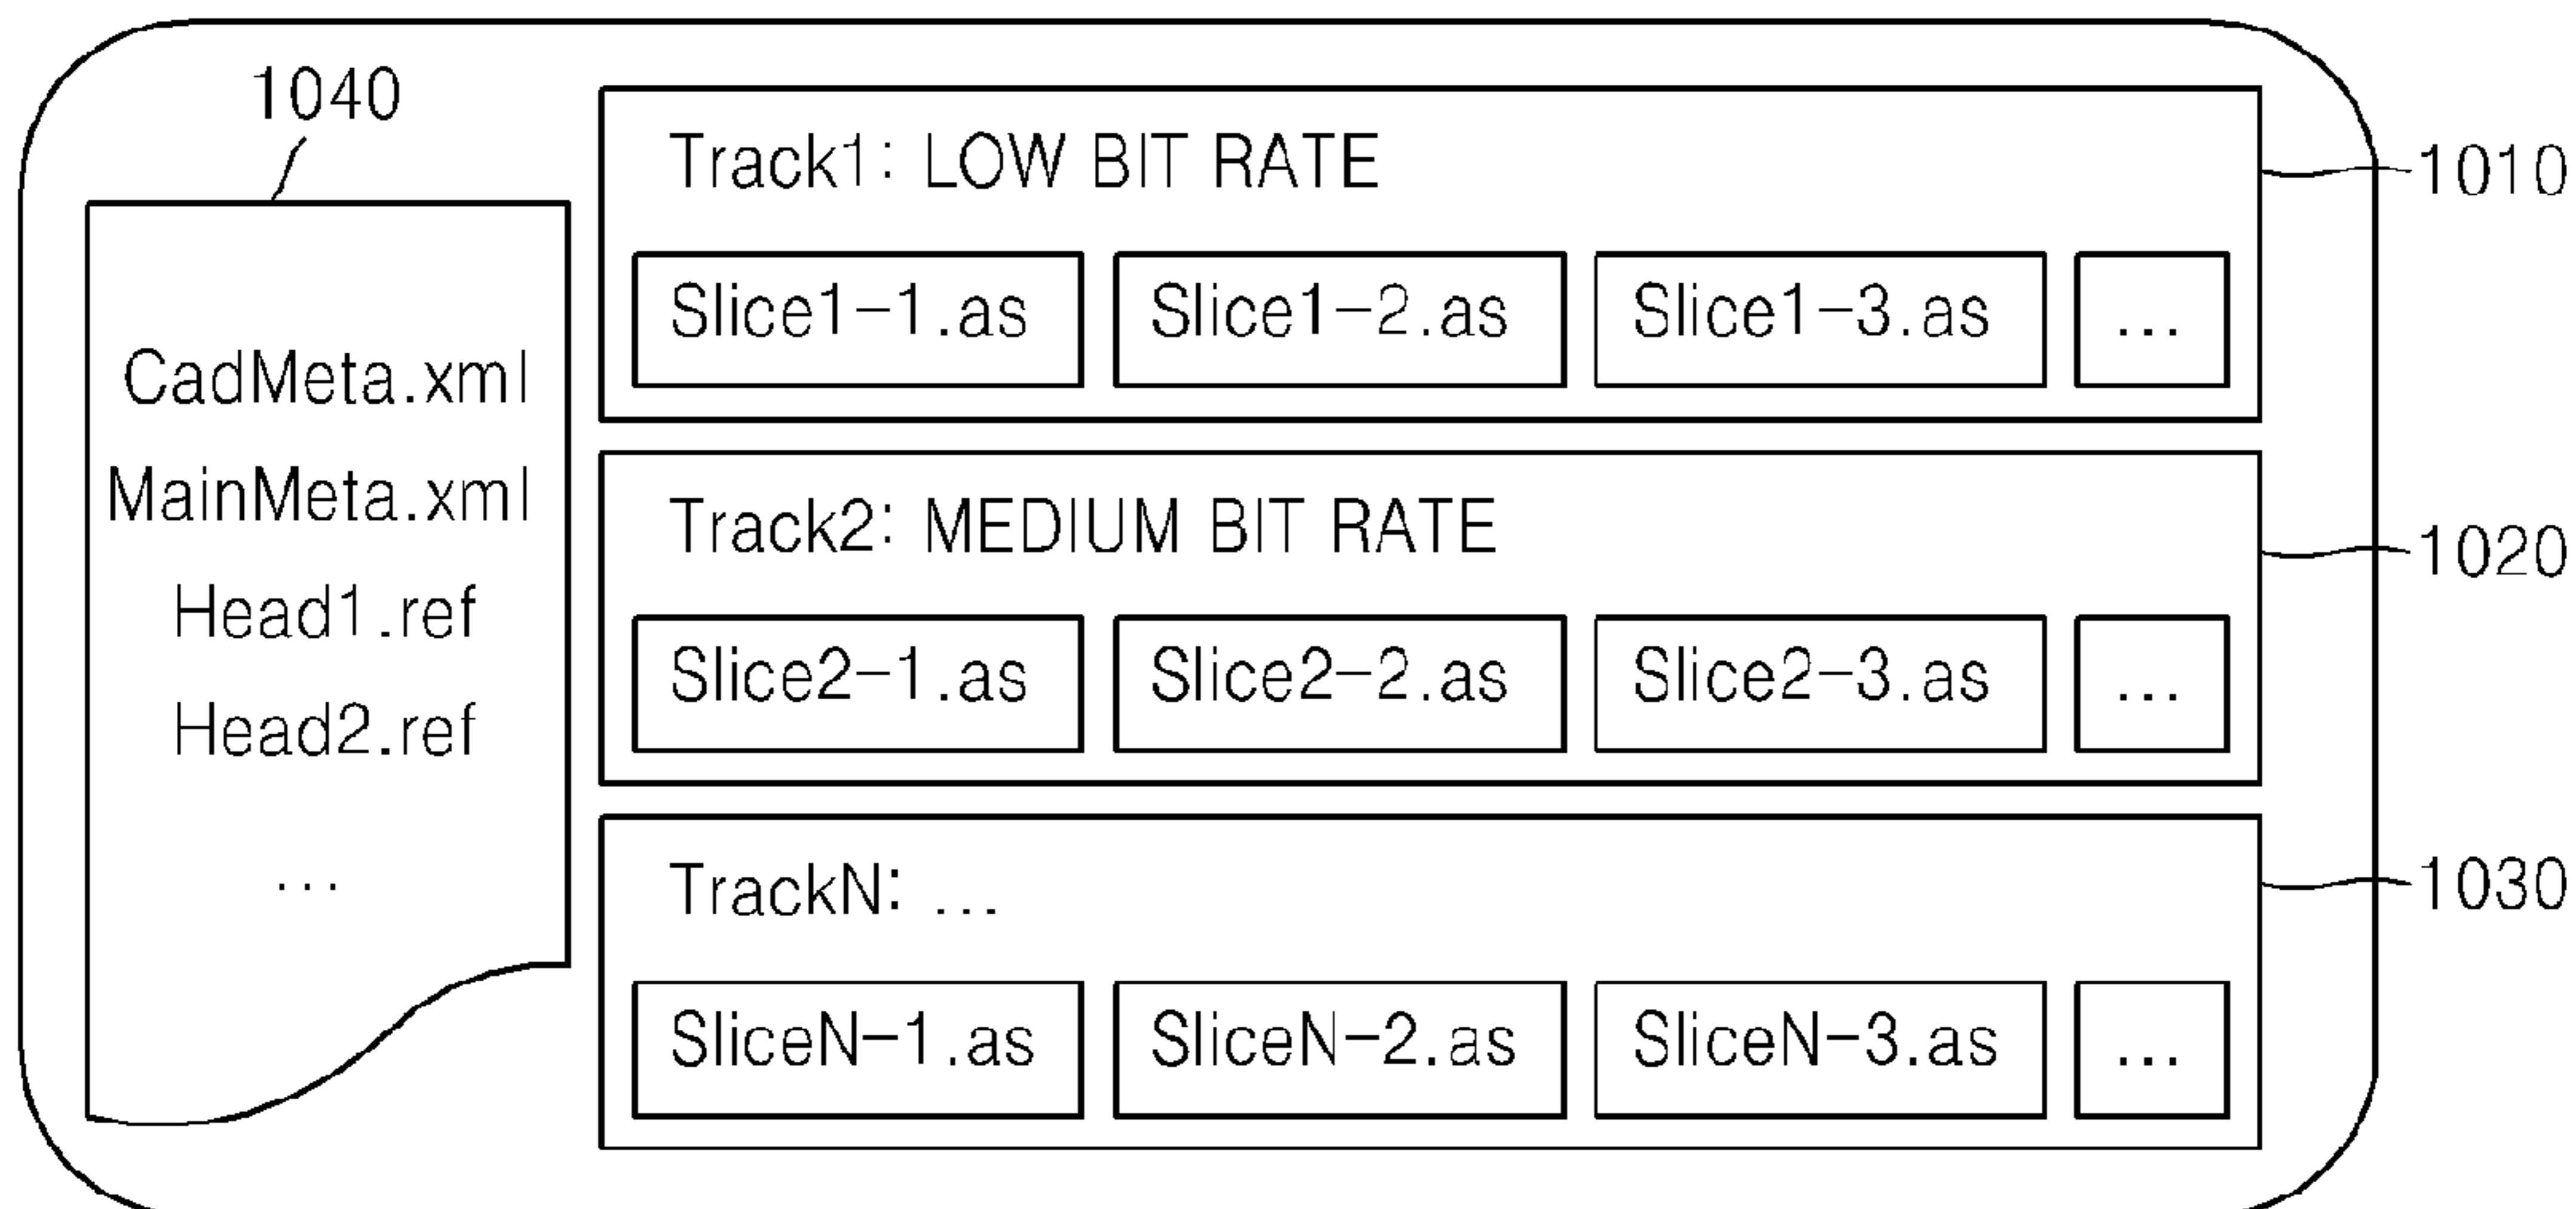 1040
CadMeta.xml
MainMeta.xml
Head1.ref
Head2.ref
...
Track1: LOW BIT RATE
1010
Slice1-1.as
Slice1-2.as
Slice1-3.as
...
Track2: MEDIUM BIT RATE
1020
Slice2-1.as
Slice2-2.as
Slice2-3.as
...
TrackN: ...
1030
SliceN-1.as
SliceN-2.as
SliceN-3.as
...